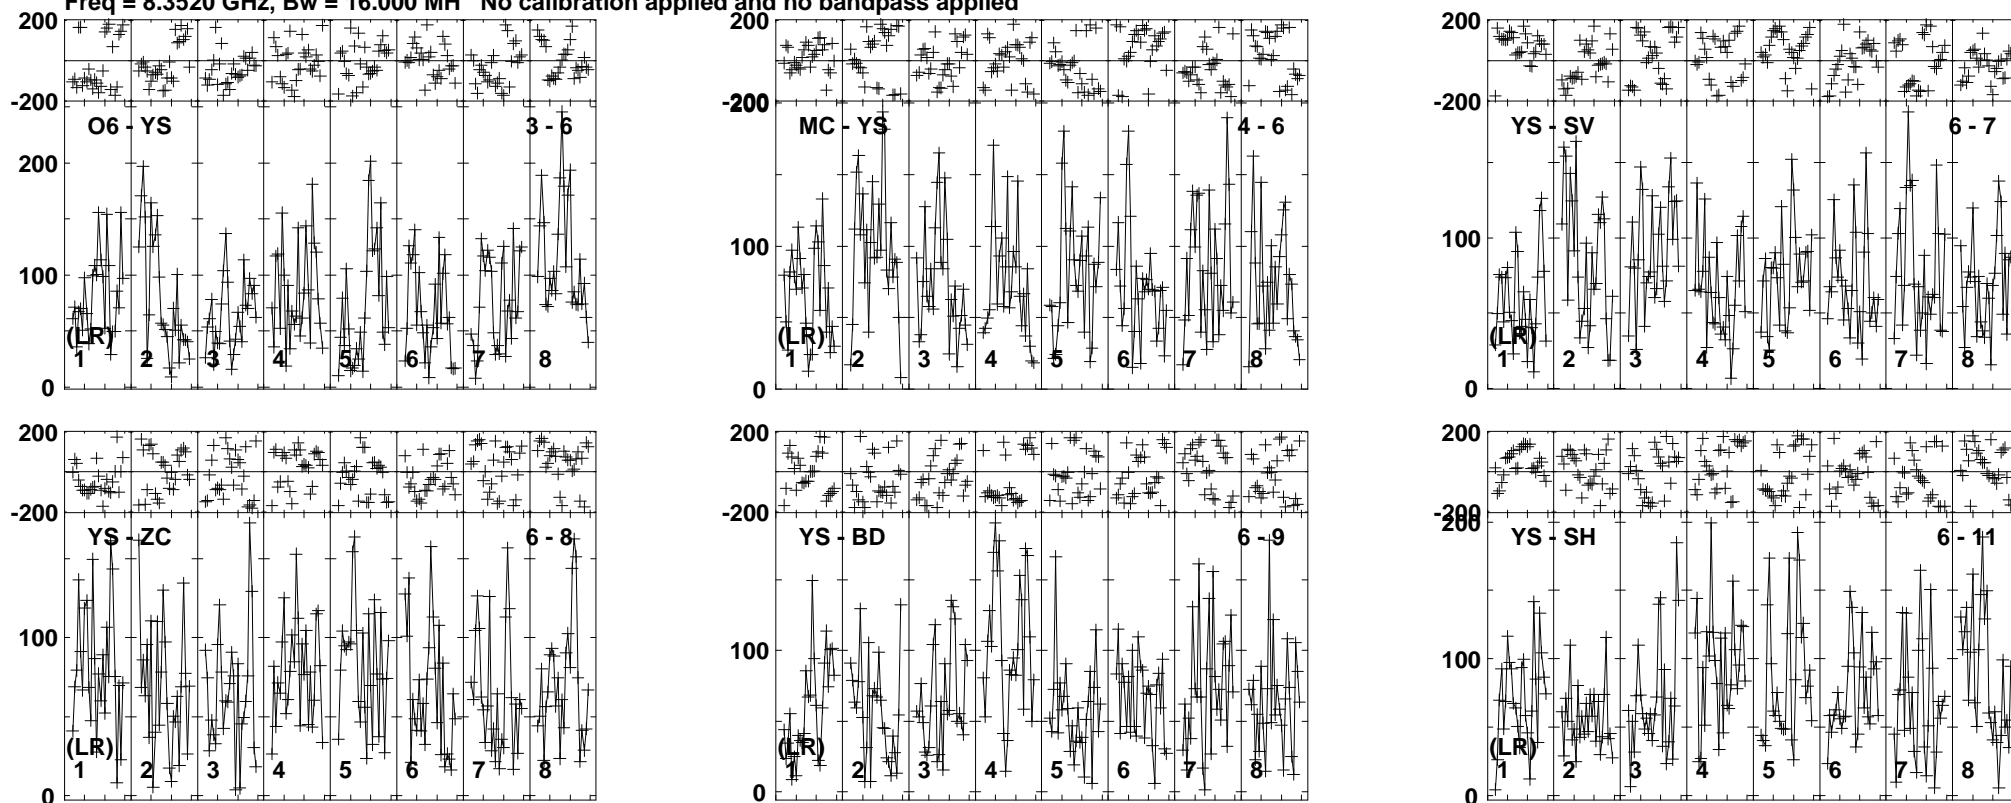 Freq = 8.3520 GHz, Bw = 16.000 MH No calibration applied and no bandpass applied
200
-200
O6 - YS 3 - 6
200
100
0
(LR)
1 2 3 4 5 6 7 8
200
-200
200
MC - YS 4 - 6
100
0
(LR)
1 2 3 4 5 6 7 8
200
-200
YS - SV 6 - 7
100
0
(LR)
1 2 3 4 5 6 7 8
200
-200
YS - ZC 6 - 8
100
0
(LR)
1 2 3 4 5 6 7 8
200
-200
YS - BD 6 - 9
100
0
(LR)
1 2 3 4 5 6 7 8
200
-200
200
YS - SH 6 - 11
100
0
(LR)
1 2 3 4 5 6 7 8